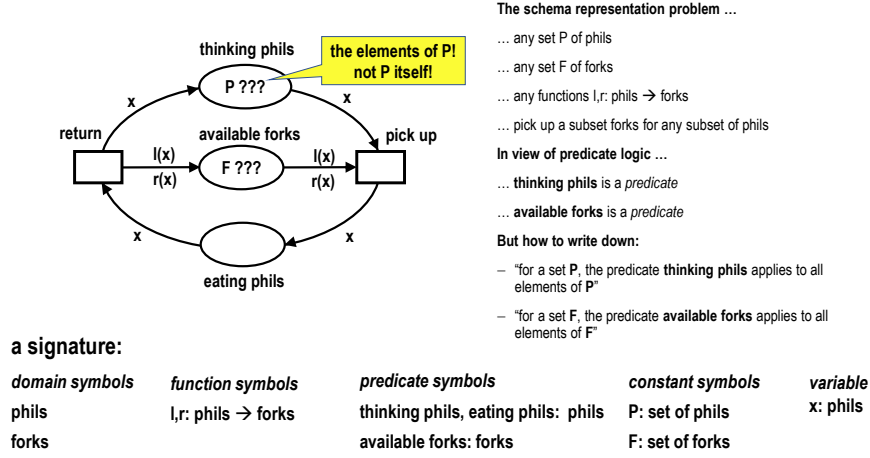 The schema representation problem …
… any set P of phils
… any set F of forks
… any functions l,r: phils → forks
… pick up a subset forks for any subset of phils
In view of predicate logic …
… thinking phils is a predicate
… available forks is a predicate
But how to write down:
– “for a set P, the predicate thinking phils applies to all
elements of P”
– “for a set F, the predicate available forks applies to all
elements of F”
thinking phils
the elements of P!
not P itself!
P ???
x
x
return
available forks
pick up
l(x)
r(x)
F ???
l(x)
r(x)
x
x
eating phils
a signature:
domain symbols
phils
forks
function symbols
l,r: phils → forks
predicate symbols
thinking phils, eating phils: phils
available forks: forks
constant symbols
P: set of phils
F: set of forks
variable
x: phils